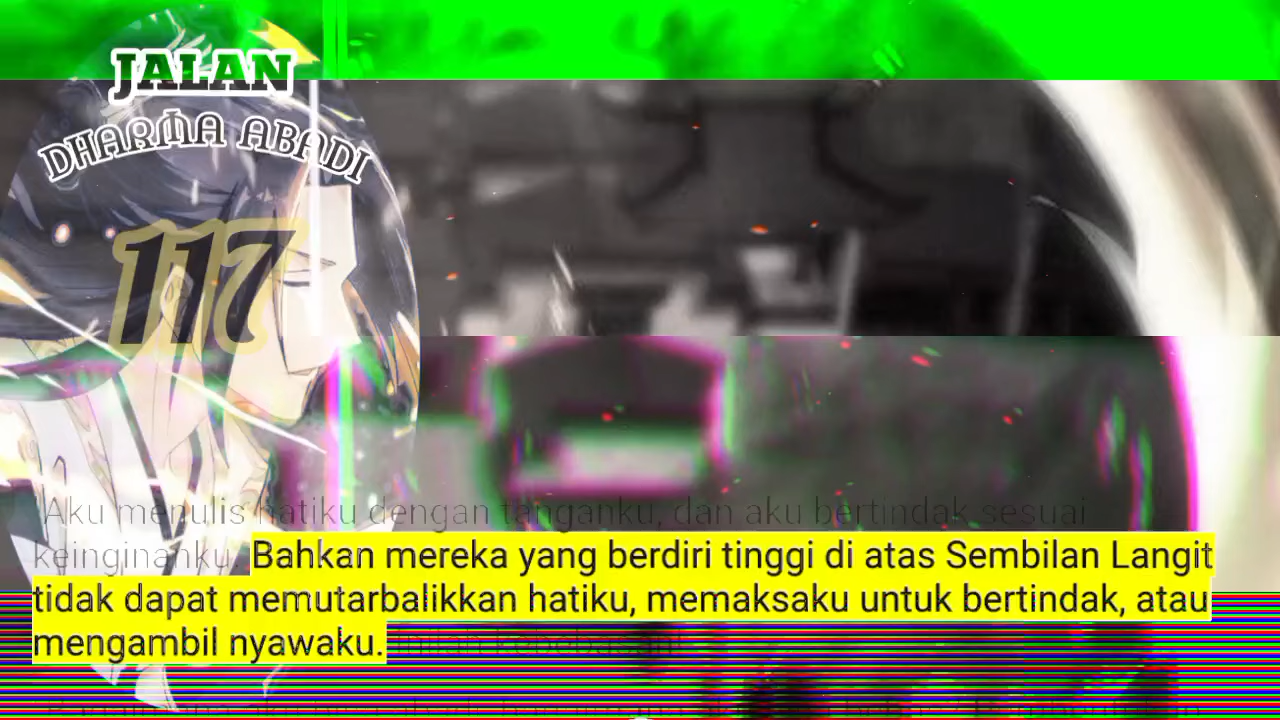 JALAN
DHARMA ABADI
117
"Aku menulis hatiku dengan tanganku, dan aku bertindak sesuai
keinginanku. Bahkan mereka yang berdiri tinggi di atas Sembilan Langit
tidak dapat memutarbalikkan hatiku, memaksaku untuk bertindak, atau
mengambil nyawaku. inilah kebebasan!